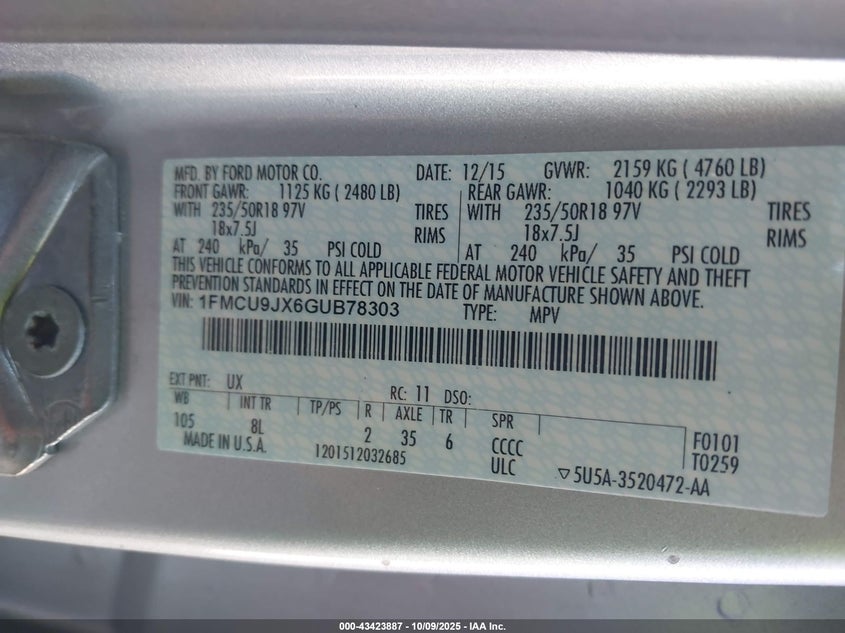 MFD. BY FORD MOTOR CO. DATE: 12/15 GVWR: 2159 KG ( 4760 LB)
FRONT GAWR: 1125 KG ( 2480 LB) REAR GAWR: 1040 KG ( 2293 LB)
WITH 235/50R18 97V TIRES WITH 235/50R18 97V TIRES
18x7.5J RIMS 18x7.5J RIMS
AT 240 kPa/ 35 PSI COLD AT 240 kPa/ 35 PSI COLD
THIS VEHICLE CONFORMS TO ALL APPLICABLE FEDERAL MOTOR VEHICLE SAFETY AND THEFT
PREVENTION STANDARDS IN EFFECT ON THE DATE OF MANUFACTURE SHOWN ABOVE.
VIN: 1FMCU9JX6GUB78303 TYPE: MPV
EXT PNT: UX RC: 11 DSO:
WB INT TR TP/PS R AXLE TR SPR
105 8L 2 35 6 CCCC F0101
MADE IN U.S.A. 1201512032685 ULC T0259
▽5U5A-3520472-AA
000-43423887 - 10/09/2025 - IAA Inc.